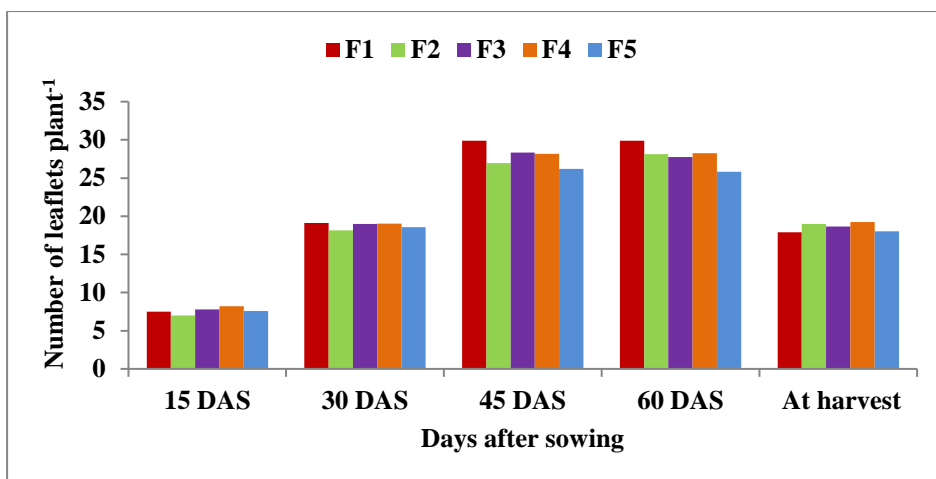 F1 F2 F3 F4 F5
Number of leaflets plant-1
35
30
25
20
15
10
5
0
15 DAS 30 DAS 45 DAS 60 DAS At harvest
Days after sowing